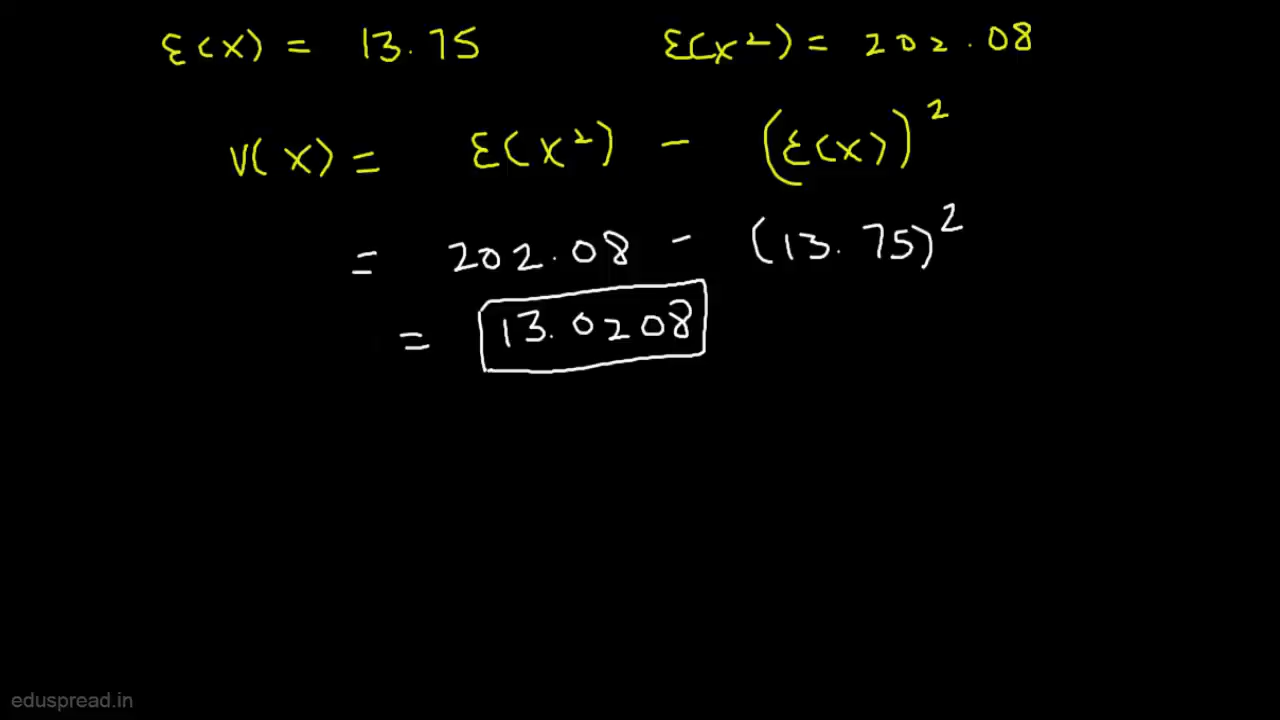 E(X) = 13.75 E(X²) = 202.08
V(X) = E(X²) - (E(X))²
= 202.08 - (13.75)²
= 13.0208
eduspread.in